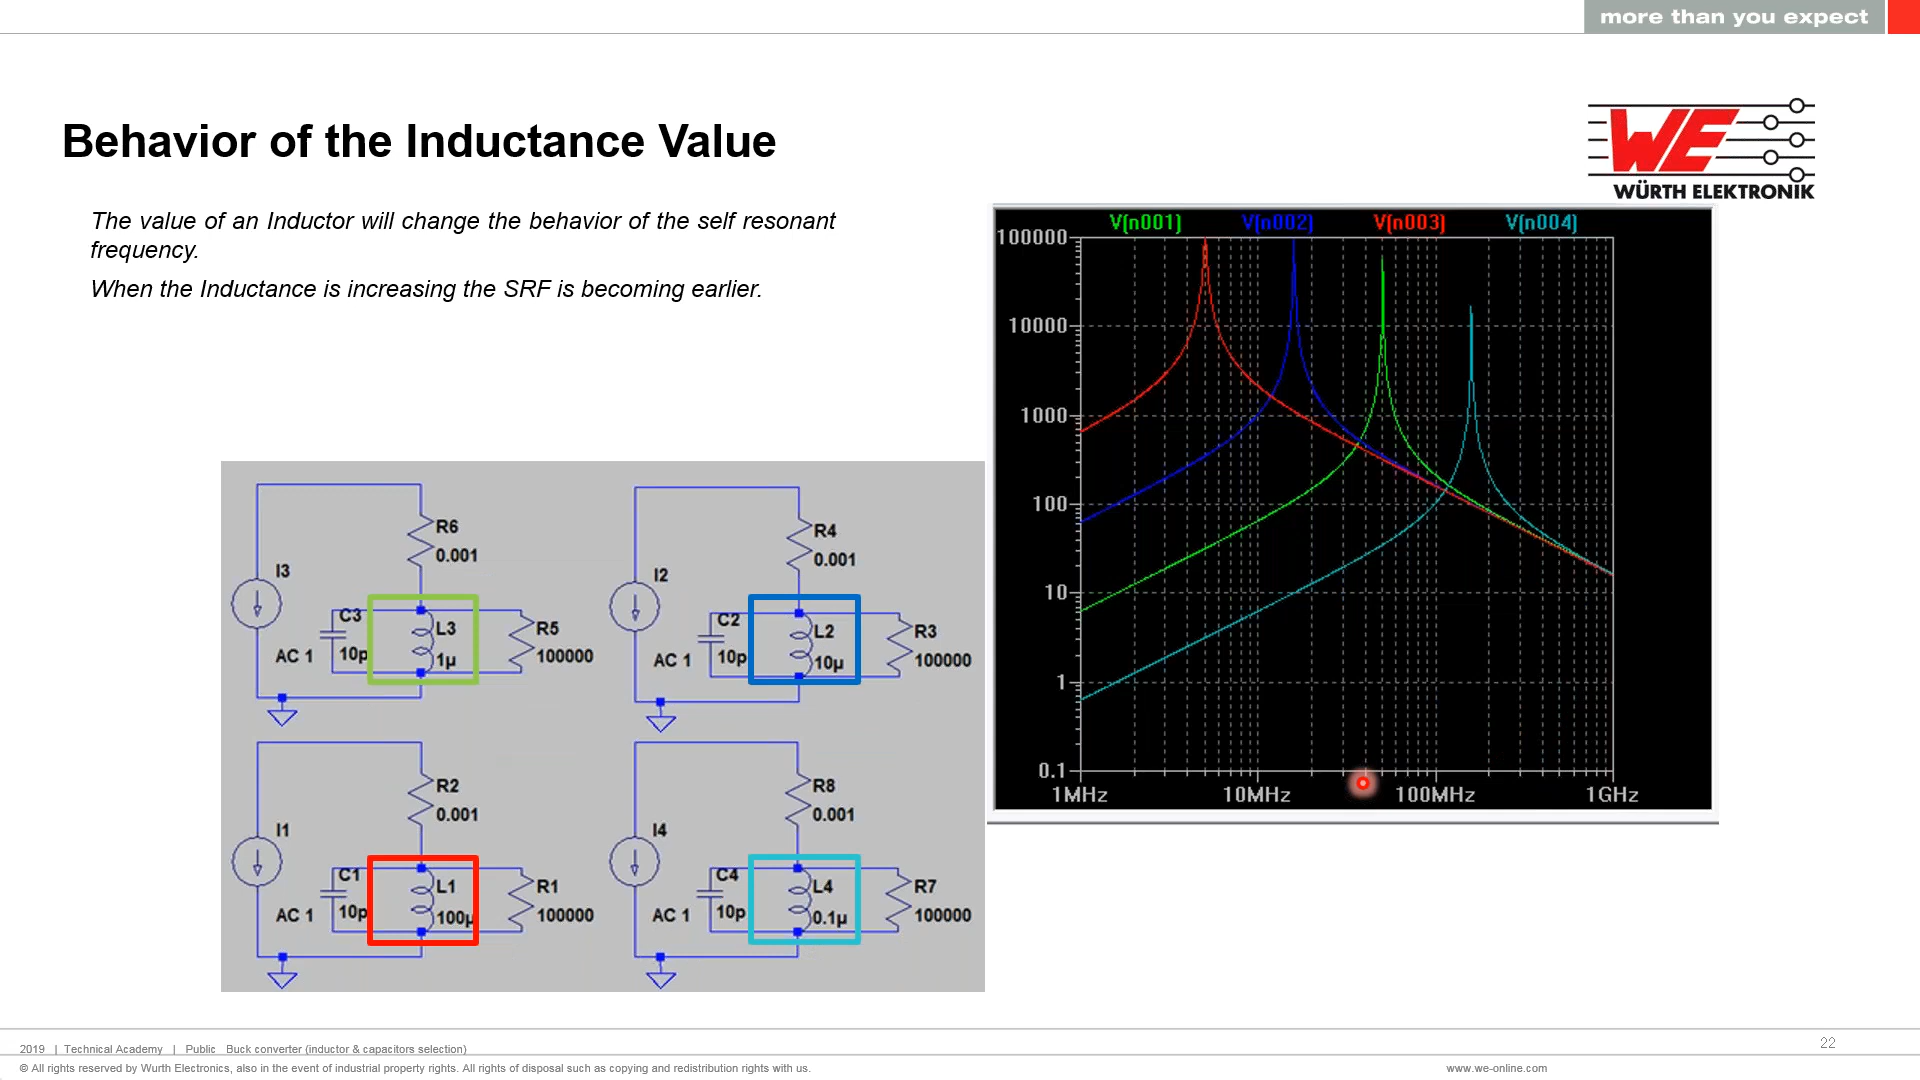 more than you expect
WE
WÜRTH ELEKTRONIK
Behavior of the Inductance Value
The value of an Inductor will change the behavior of the self resonant
frequency.
When the Inductance is increasing the SRF is becoming earlier.
V(n001) V(n002) V(n003) V(n004)
100000
10000
1000
100
10
1
0.1
1MHz 10MHz 100MHz 1GHz
R6
0.001
I3
C3
L3
R5
AC 1
10p
1µ
100000
R4
0.001
I2
C2
L2
R3
AC 1
10p
10µ
100000
R2
0.001
I1
C1
L1
R1
AC 1
10p
100µ
100000
R8
0.001
I4
C4
L4
R7
AC 1
10p
0.1µ
100000
2019 | Technical Academy | Public Buck converter (inductor & capacitors selection)
22
© All rights reserved by Wurth Electronics, also in the event of industrial property rights. All rights of disposal such as copying and redistribution rights with us.
www.we-online.com